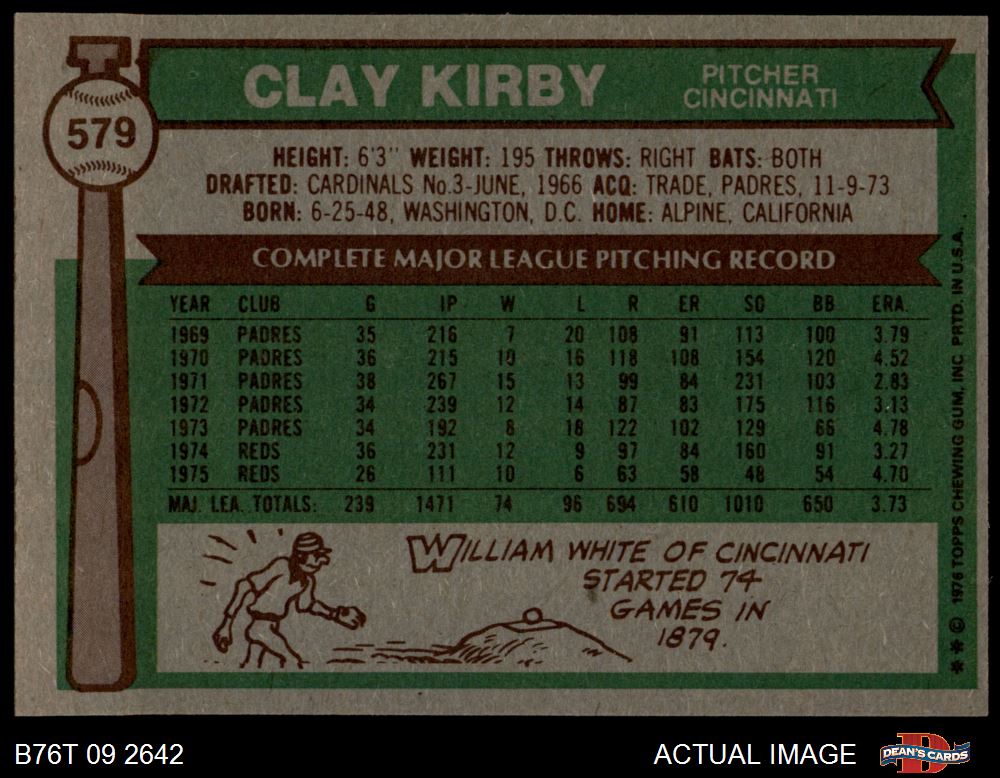 579
CLAY KIRBY
PITCHER
CINCINNATI
HEIGHT: 6'3" WEIGHT: 195 THROWS: RIGHT BATS: BOTH
DRAFTED: CARDINALS No.3-JUNE, 1966 ACQ: TRADE, PADRES, 11-9-73
BORN: 6-25-48, WASHINGTON, D.C. HOME: ALPINE, CALIFORNIA
COMPLETE MAJOR LEAGUE PITCHING RECORD
YEAR CLUB G IP W L R ER SO BB ERA.
1969 PADRES 35 216 7 20 108 91 113 100 3.79
1970 PADRES 36 215 10 16 118 108 154 120 4.52
1971 PADRES 38 267 15 13 99 84 231 103 2.83
1972 PADRES 34 239 12 14 87 83 175 116 3.13
1973 PADRES 34 192 8 18 122 102 129 66 4.78
1974 REDS 36 231 12 9 97 84 160 91 3.27
1975 REDS 26 111 10 6 63 58 48 54 4.70
MAJ. LEA. TOTALS: 239 1471 74 96 694 610 1010 650 3.73
WILLIAM WHITE OF CINCINNATI
STARTED 74
GAMES IN
1879.
** © 1976 TOPPS CHEWING GUM, INC. PRTD. IN U.S.A.
B76T 09 2642
ACTUAL IMAGE
DEAN'S CARDS